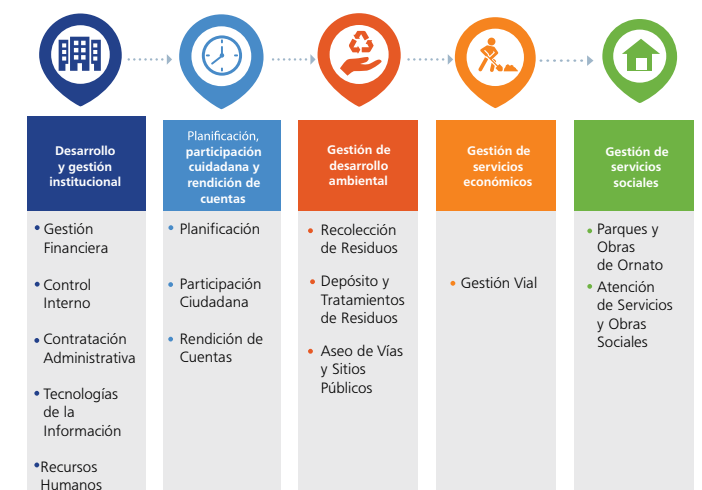 Desarrollo
y gestión
institucional
• Gestión
Financiera
• Control
Interno
• Contratación
Administrativa
• Tecnologías
de la
Información
• Recursos
Humanos
Planificación,
participación
cuidadana y
rendición de
cuentas
• Planificación
• Participación
Ciudadana
• Rendición de
Cuentas
Gestión de
desarrollo
ambiental
• Recolección
de Residuos
• Depósito y
Tratamientos
de Residuos
• Aseo de Vías
y Sitios
Públicos
Gestión de
servicios
económicos
• Gestión Vial
Gestión de
servicios
sociales
• Parques y
Obras
de Ornato
• Atención
de Servicios
y Obras
Sociales